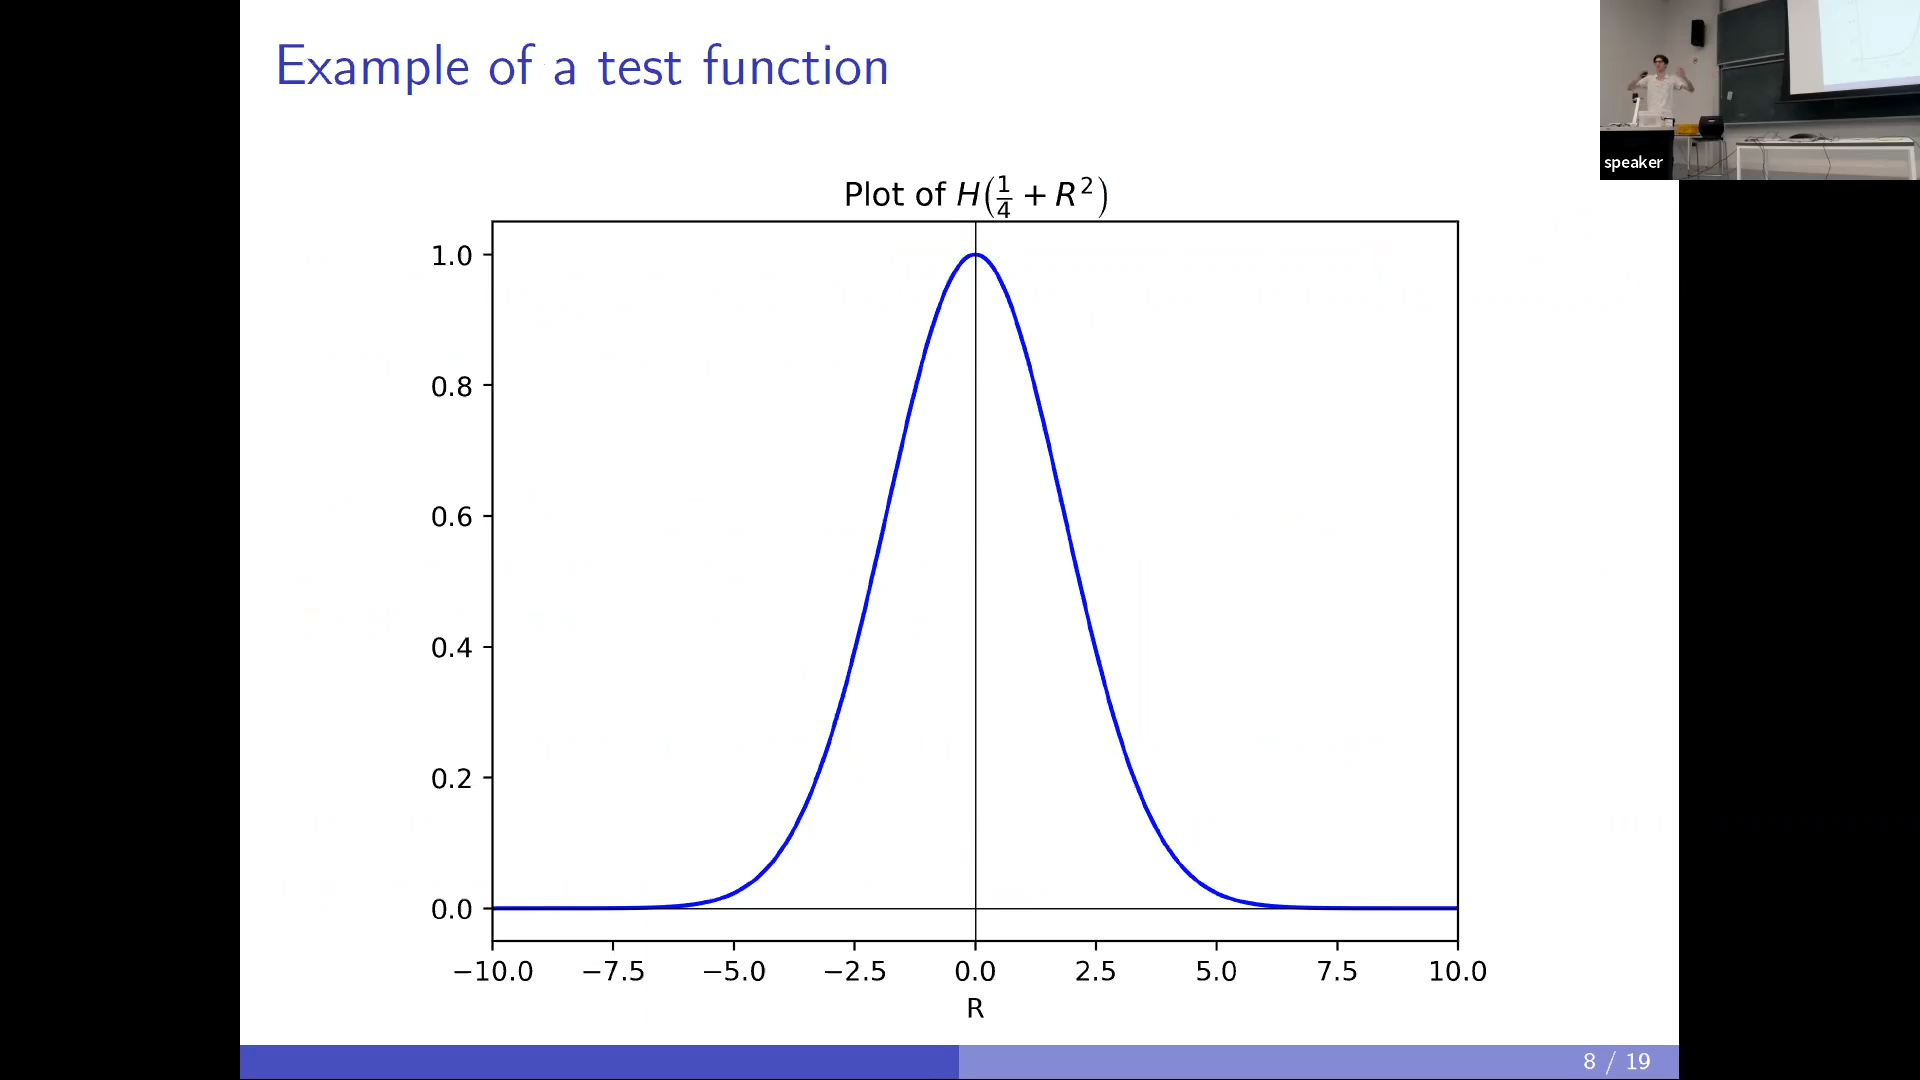 Example of a test function
speaker
Plot of $H\left(\frac{1}{4} + R^2\right)$
1.0
0.8
0.6
0.4
0.2
0.0
−10.0 −7.5 −5.0 −2.5 0.0 2.5 5.0 7.5 10.0
R
8 / 19